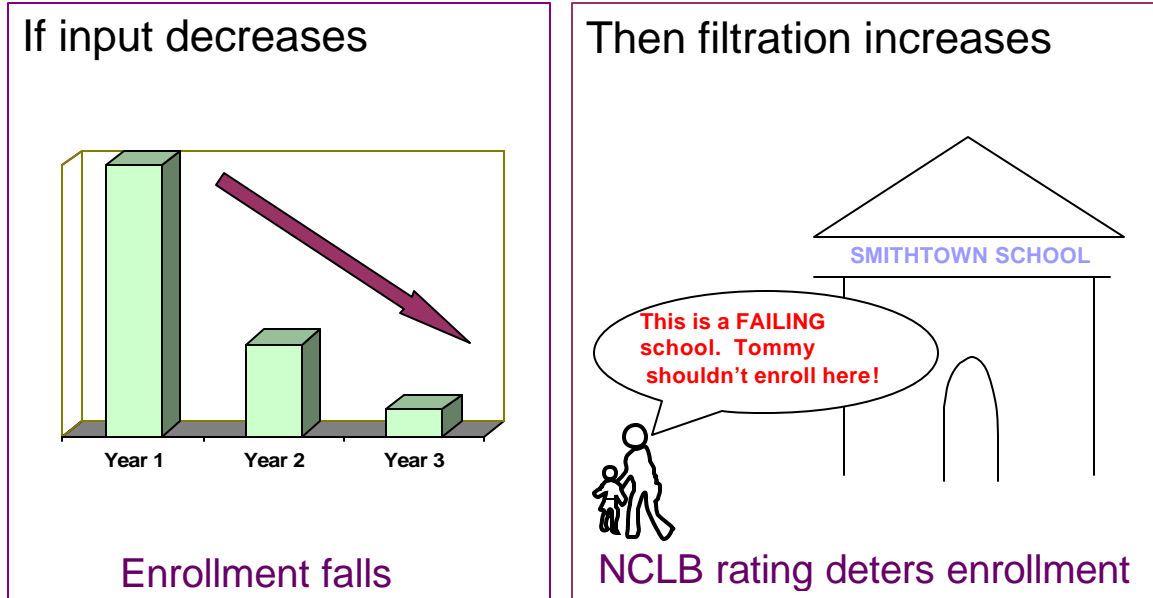 If input decreases
Year 1
Year 2
Year 3
Enrollment falls
Then filtration increases
SMITHTOWN SCHOOL
This is a FAILING
school. Tommy
shouldn't enroll here!
NCLB rating deters enrollment